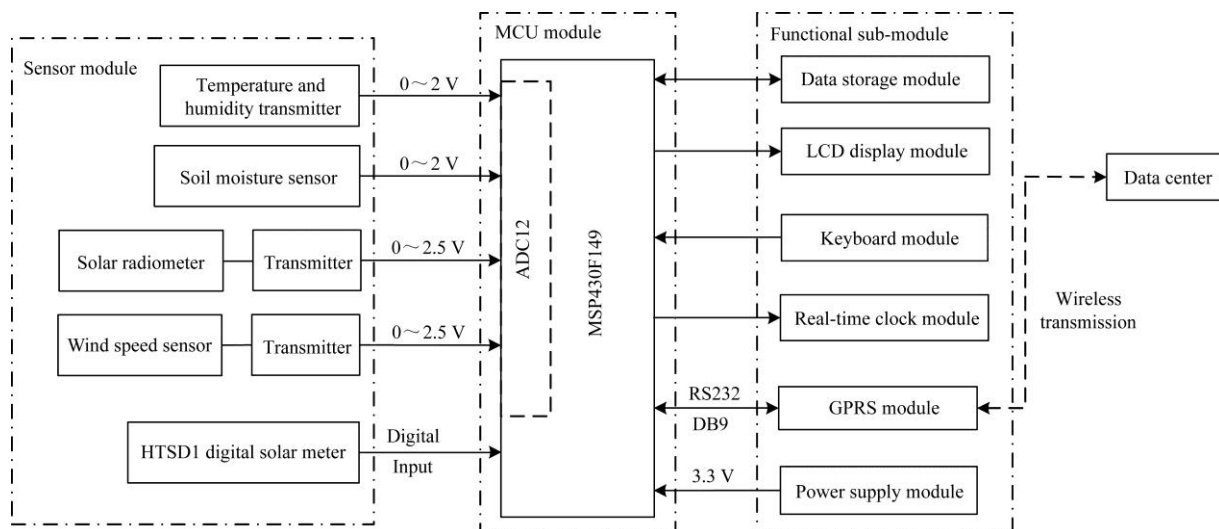 Sensor module
Temperature and
humidity transmitter
0～2 V
Soil moisture sensor
0～2 V
Solar radiometer
Transmitter
0～2.5 V
Wind speed sensor
Transmitter
0～2.5 V
HTSD1 digital solar meter
Digital
Input
MCU module
ADC12
MSP430F149
Functional sub-module
Data storage module
LCD display module
Keyboard module
Real-time clock module
RS232
DB9
GPRS module
3.3 V
Power supply module
Wireless
transmission
Data center